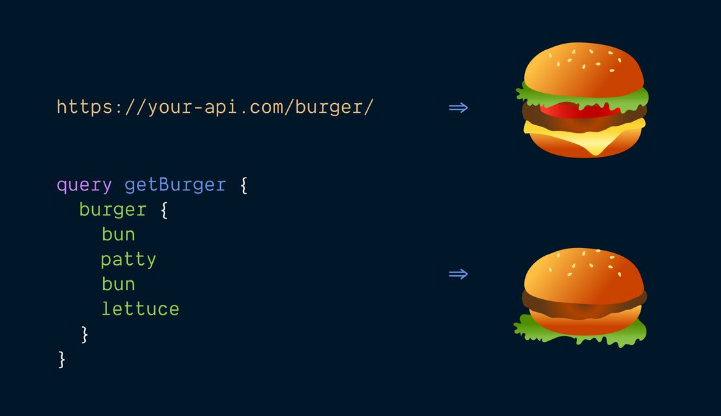 https://your-api.com/burger/ ⇒
query getBurger {
  burger {
    bun
    patty
    bun
    lettuce
  }
}
⇒